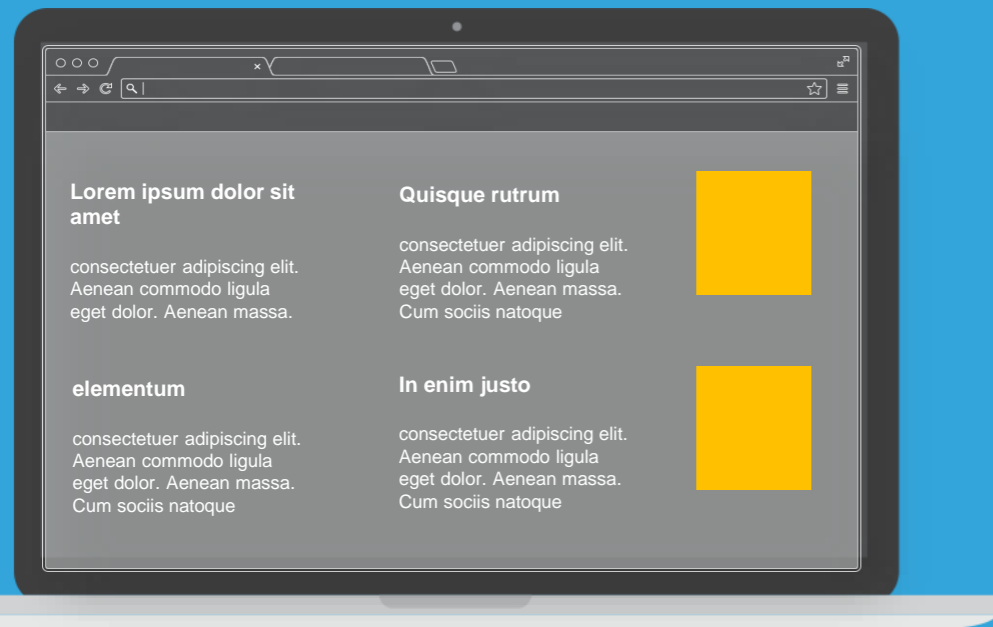 Lorem ipsum dolor sit
amet
consectetuer adipiscing elit.
Aenean commodo ligula
eget dolor. Aenean massa.
Quisque rutrum
consectetuer adipiscing elit.
Aenean commodo ligula
eget dolor. Aenean massa.
Cum sociis natoque
elementum
consectetuer adipiscing elit.
Aenean commodo ligula
eget dolor. Aenean massa.
Cum sociis natoque
In enim justo
consectetuer adipiscing elit.
Aenean commodo ligula
eget dolor. Aenean massa.
Cum sociis natoque